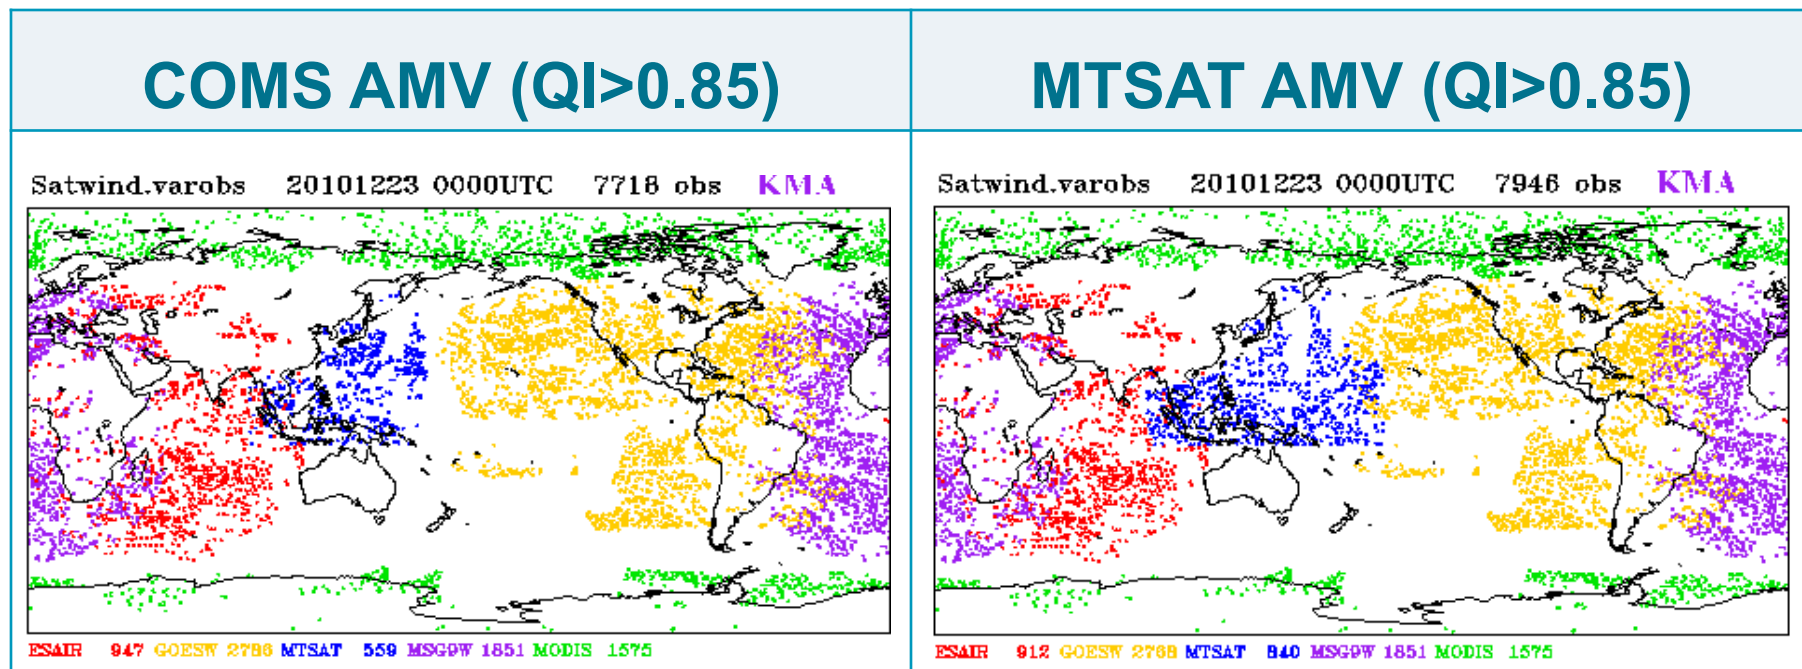 COMS AMV (QI>0.85)
MTSAT AMV (QI>0.85)
Satwind.varobs 20101223 0000UTC 7718 obs KMA
ESAIR 947 GOESW 2786 MTSAT 559 MSG9W 1851 MODIS 1575
Satwind.varobs 20101223 0000UTC 7946 obs KMA
ESAIR 912 GOESW 2768 MTSAT 840 MSG9W 1851 MODIS 1575